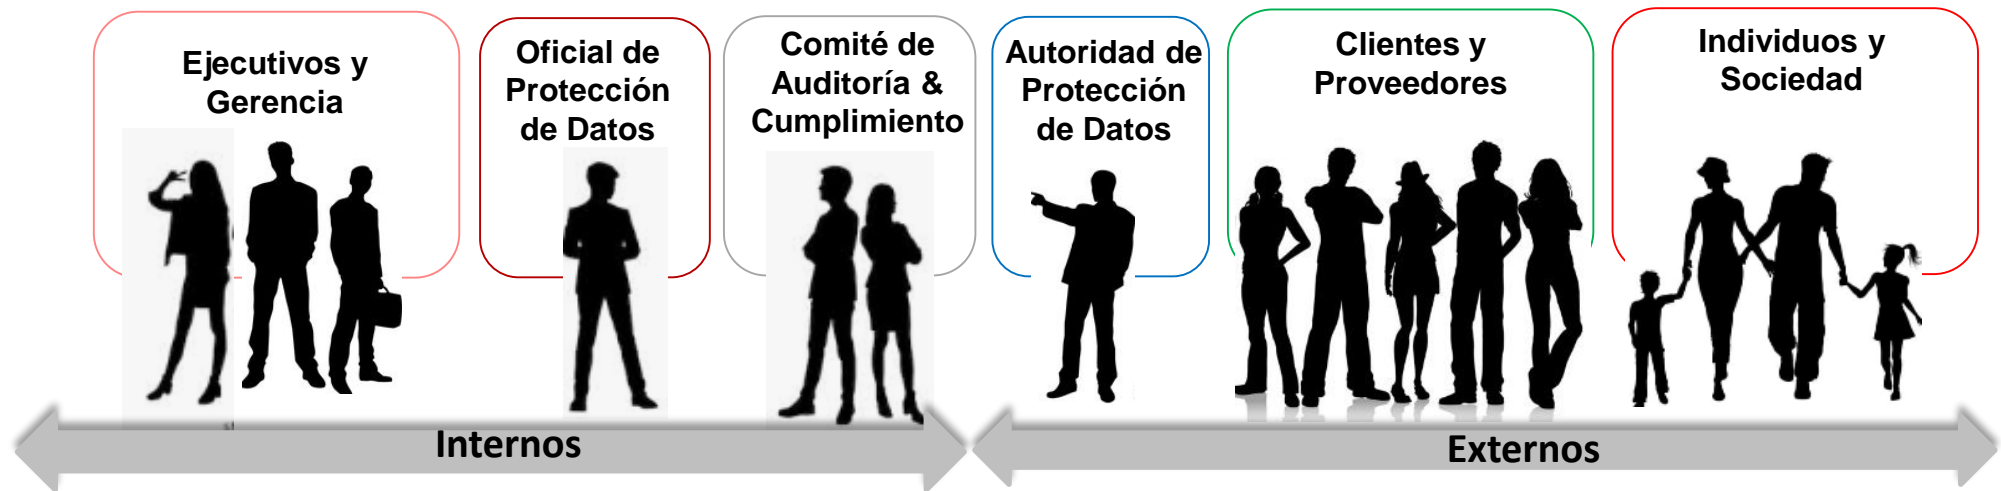 Ejecutivos y
Gerencia
Oficial de
Protección
de Datos
Comité de
Auditoría &
Cumplimiento
Autoridad de
Protección
de Datos
Clientes y
Proveedores
Individuos y
Sociedad
Internos
Externos